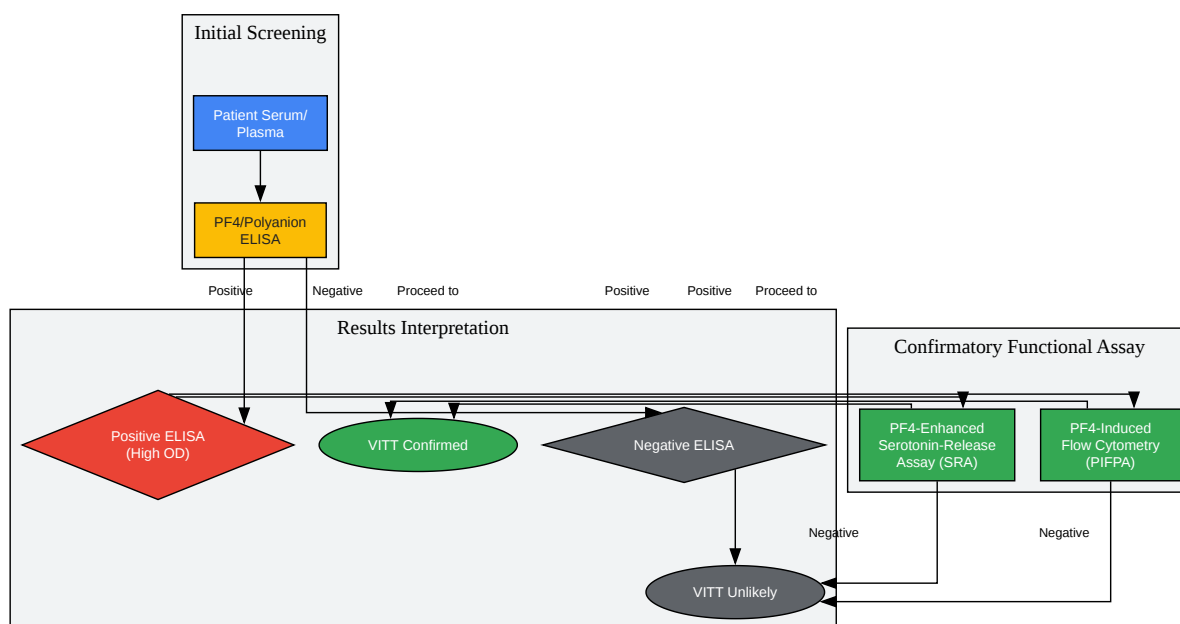 Initial Screening
Patient Serum/
Plasma
PF4/Polyanion
ELISA
Positive
Negative
Proceed to
Positive
Positive
Proceed to
Results Interpretation
Confirmatory Functional Assay
Positive ELISA
(High OD)
VITT Confirmed
Negative ELISA
PF4-Enhanced
Serotonin-Release
Assay (SRA)
PF4-Induced
Flow Cytometry
(PIFPA)
Negative
Negative
VITT Unlikely